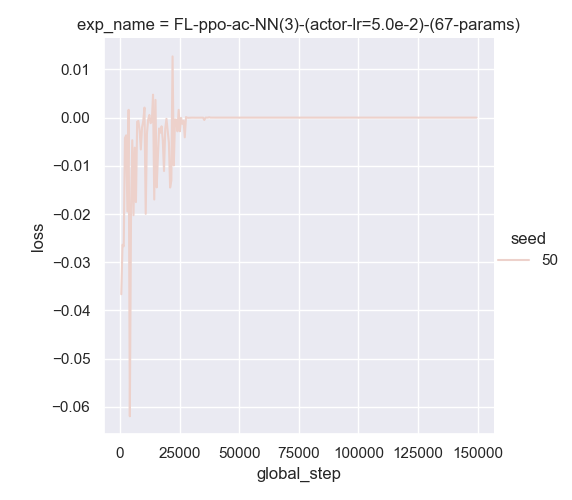 exp_name = FL-ppo-ac-NN(3)-(actor-lr=5.0e-2)-(67-params)
0.01
0.00
−0.01
−0.02
−0.03
−0.04
−0.05
−0.06
loss
0 25000 50000 75000 100000 125000 150000
global_step
seed
50